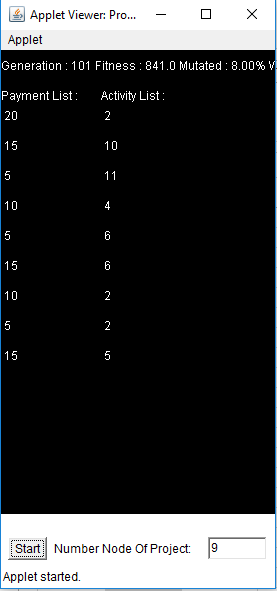 Applet Viewer: Pro...
Applet
Generation : 101 Fitness : 841.0 Mutated : 8.00% V
Payment List : Activity List :
20 2
15 10
5 11
10 4
5 6
15 6
10 2
5 2
15 5
Start Number Node Of Project: 9
Applet started.